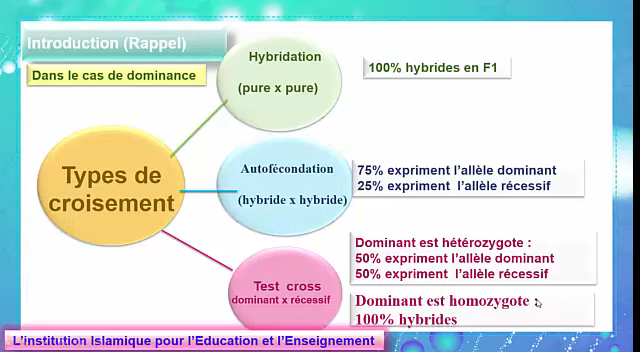 Introduction (Rappel)
Dans le cas de dominance
Types de
croisement
Hybridation
(pure x pure)
100% hybrides en F1
Autofécondation
(hybride x hybride)
75% expriment l'allèle dominant
25% expriment l'allèle récessif
Test cross
dominant x récessif
Dominant est hétérozygote :
50% expriment l'allèle dominant
50% expriment l'allèle récessif
Dominant est homozygote :
100% hybrides
L'institution Islamique pour l'Education et l'Enseignement